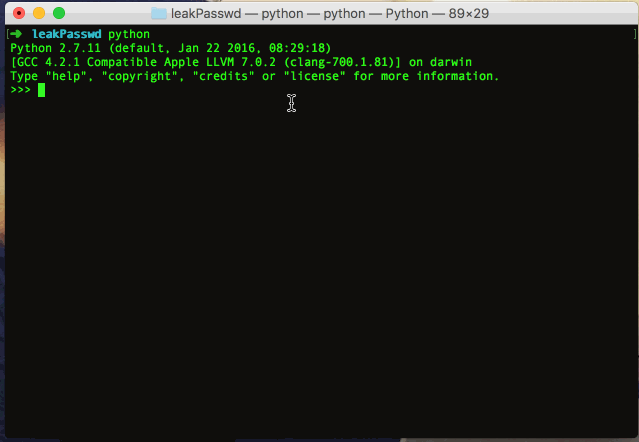 leakPasswd — python — python — Python — 89×29
[➜ leakPasswd python ]
Python 2.7.11 (default, Jan 22 2016, 08:29:18)
[GCC 4.2.1 Compatible Apple LLVM 7.0.2 (clang-700.1.81)] on darwin
Type "help", "copyright", "credits" or "license" for more information.
>>>